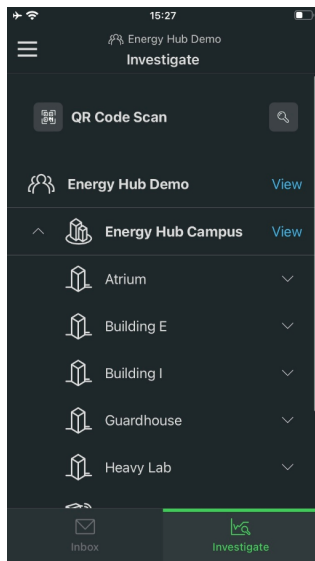 15:27
Energy Hub Demo
Investigate
QR Code Scan
Energy Hub Demo View
Energy Hub Campus View
Atrium
Building E
Building I
Guardhouse
Heavy Lab
Inbox Investigate